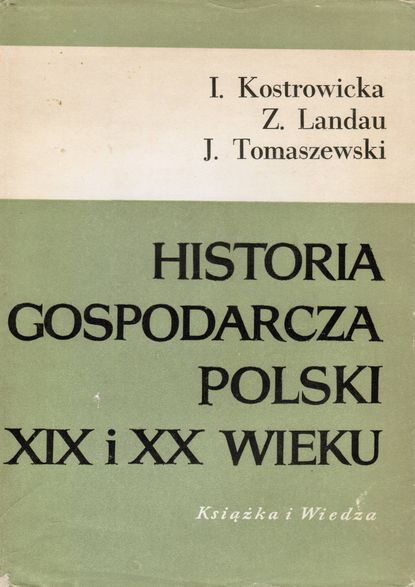 I. Kostrowicka
Z. Landau
J. Tomaszewski
HISTORIA
GOSPODARCZA
POLSKI
XIX i XX WIEKU
Książka i Wiedza